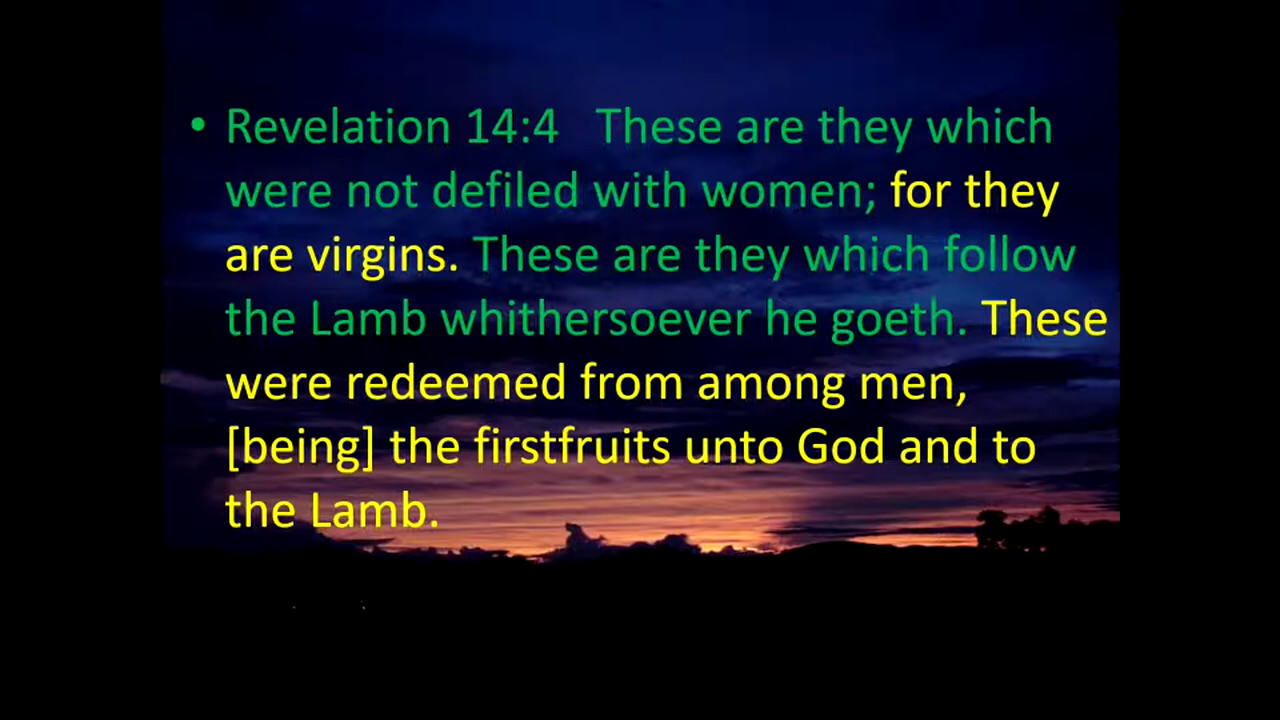 • Revelation 14:4 These are they which
were not defiled with women; for they
are virgins. These are they which follow
the Lamb whithersoever he goeth. These
were redeemed from among men,
[being] the firstfruits unto God and to
the Lamb.